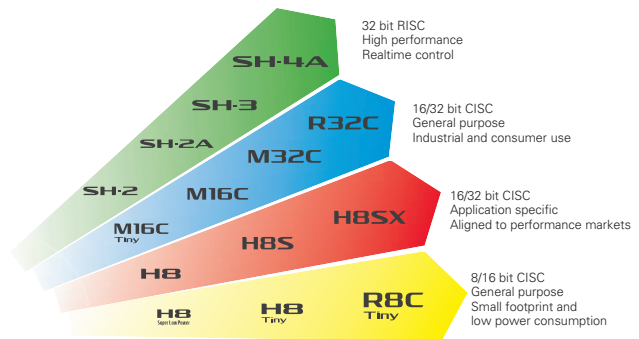 SH-4A
SH-3
SH-2A
SH-2
32 bit RISC
High performance
Realtime control
R32C
M32C
M16C
M16C
Tiny
16/32 bit CISC
General purpose
Industrial and consumer use
H8SX
H8S
H8
16/32 bit CISC
Application specific
Aligned to performance markets
R8C
Tiny
H8
Tiny
H8
Super Low Power
8/16 bit CISC
General purpose
Small footprint and
low power consumption